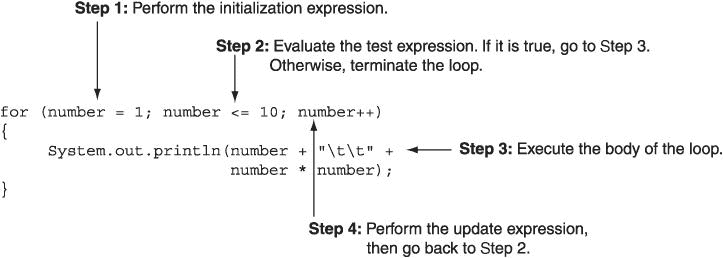 Step 1: Perform the initialization expression.
Step 2: Evaluate the test expression. If it is true, go to Step 3.
Otherwise, terminate the loop.
for (number = 1; number <= 10; number++)
{
System.out.println(number + "\t\t" +
number * number);
}
Step 3: Execute the body of the loop.
Step 4: Perform the update expression,
then go back to Step 2.